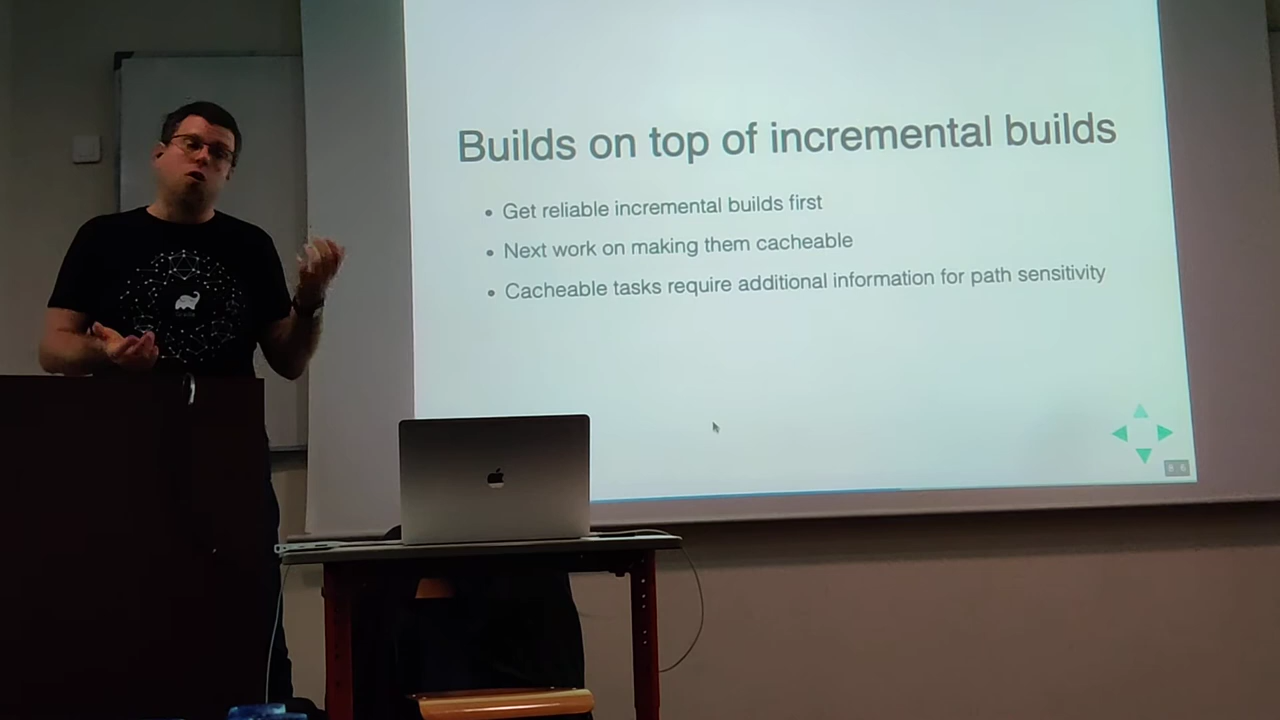 Builds on top of incremental builds
• Get reliable incremental builds first
• Next work on making them cacheable
• Cacheable tasks require additional information for path sensitivity